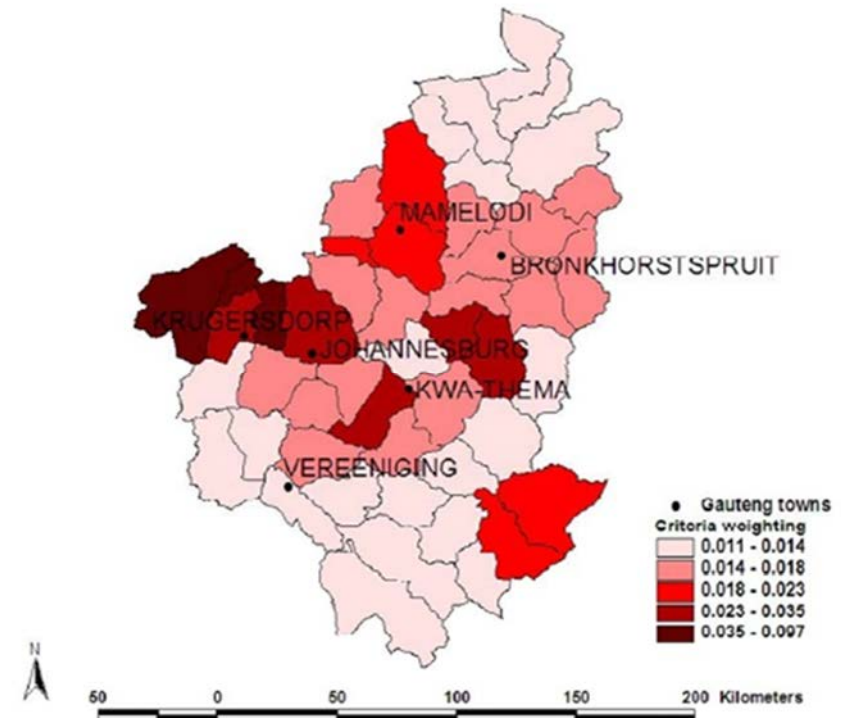 MAMELODI
BRONKHORSTSPRUIT
KRUGERSDORP
JOHANNESBURG
KWA-THEMA
VEREENIGING
Gauteng towns
Criteria weighting
0.011 - 0.014
0.014 - 0.018
0.018 - 0.023
0.023 - 0.035
0.035 - 0.097
N
50 0 50 100 150 200 Kilometers